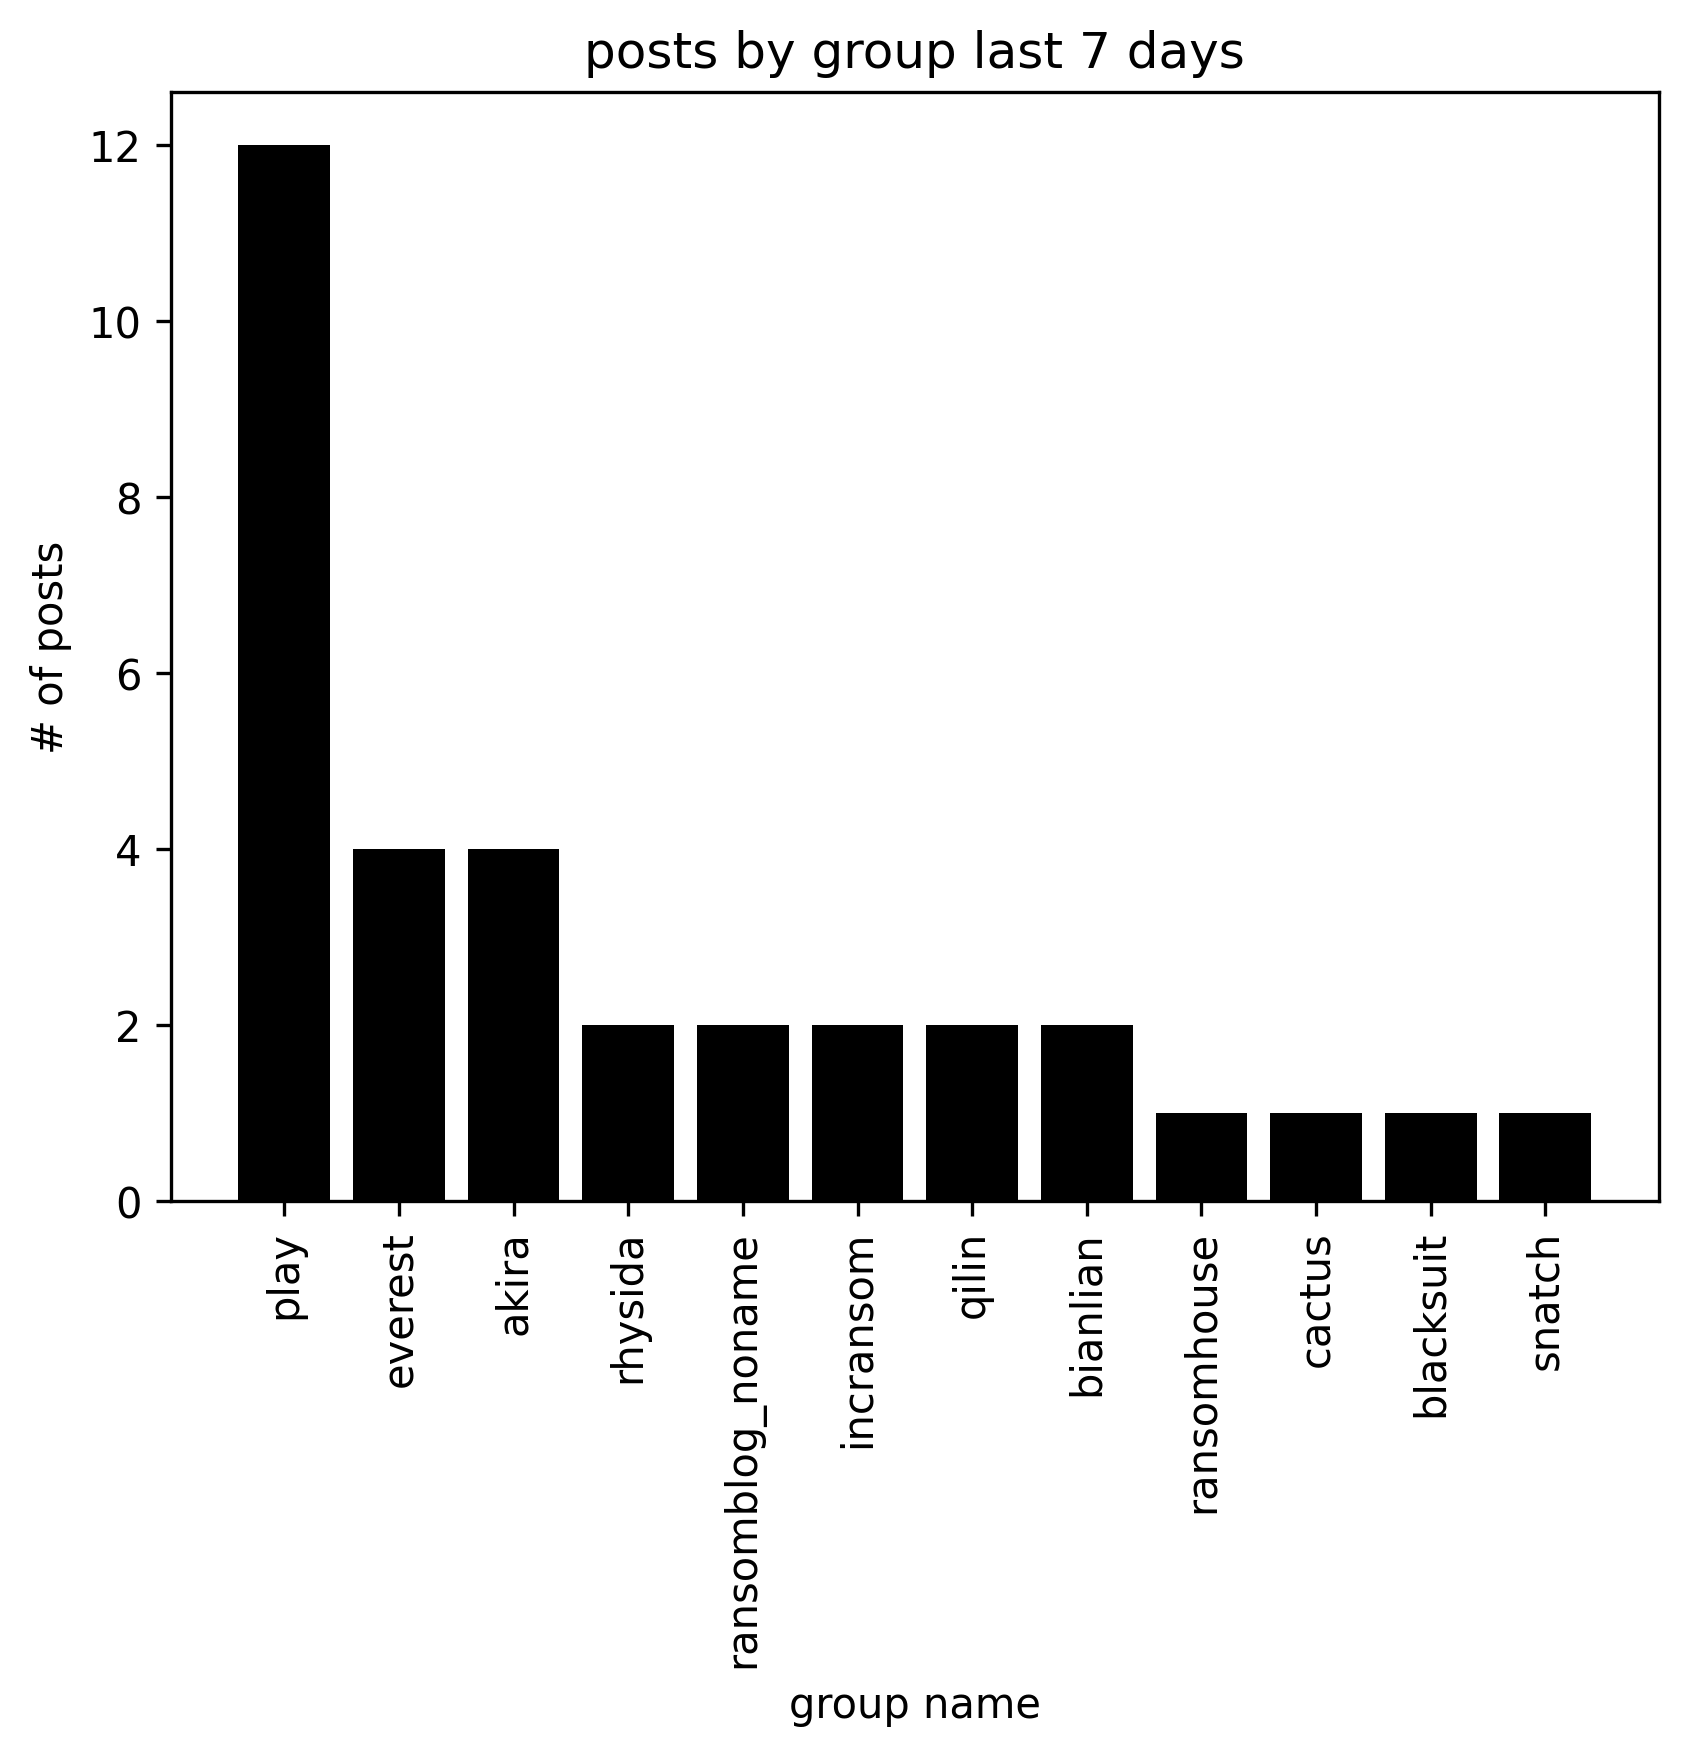 posts by group last 7 days
12
10
8
6
4
2
0
# of posts
play
everest
akira
rhysida
ransomblog_noname
incransom
qilin
bianlian
ransomhouse
cactus
blacksuit
snatch
group name